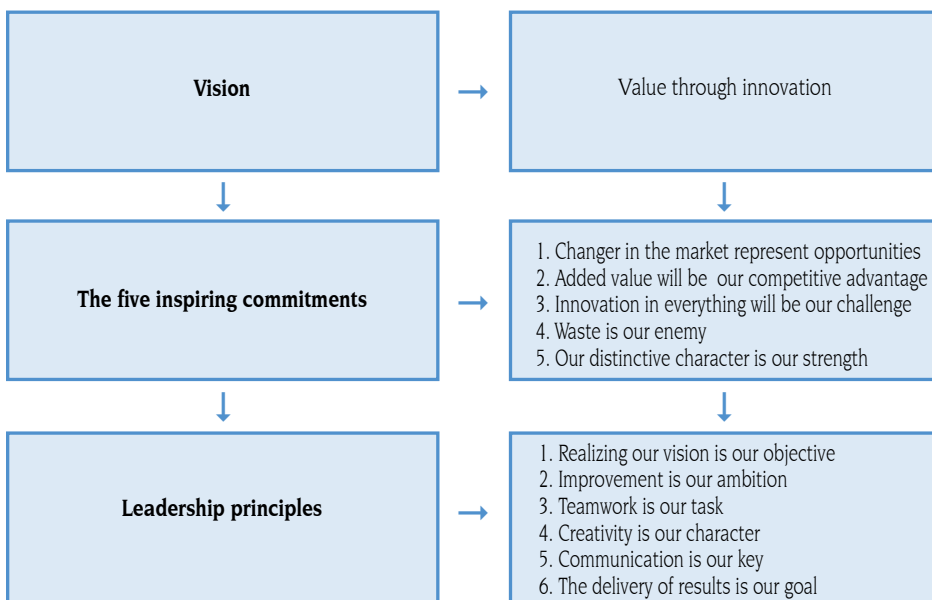 Vision
Value through innovation
The five inspiring commitments
1. Changer in the market represent opportunities
2. Added value will be our competitive advantage
3. Innovation in everything will be our challenge
4. Waste is our enemy
5. Our distinctive character is our strength
Leadership principles
1. Realizing our vision is our objective
2. Improvement is our ambition
3. Teamwork is our task
4. Creativity is our character
5. Communication is our key
6. The delivery of results is our goal